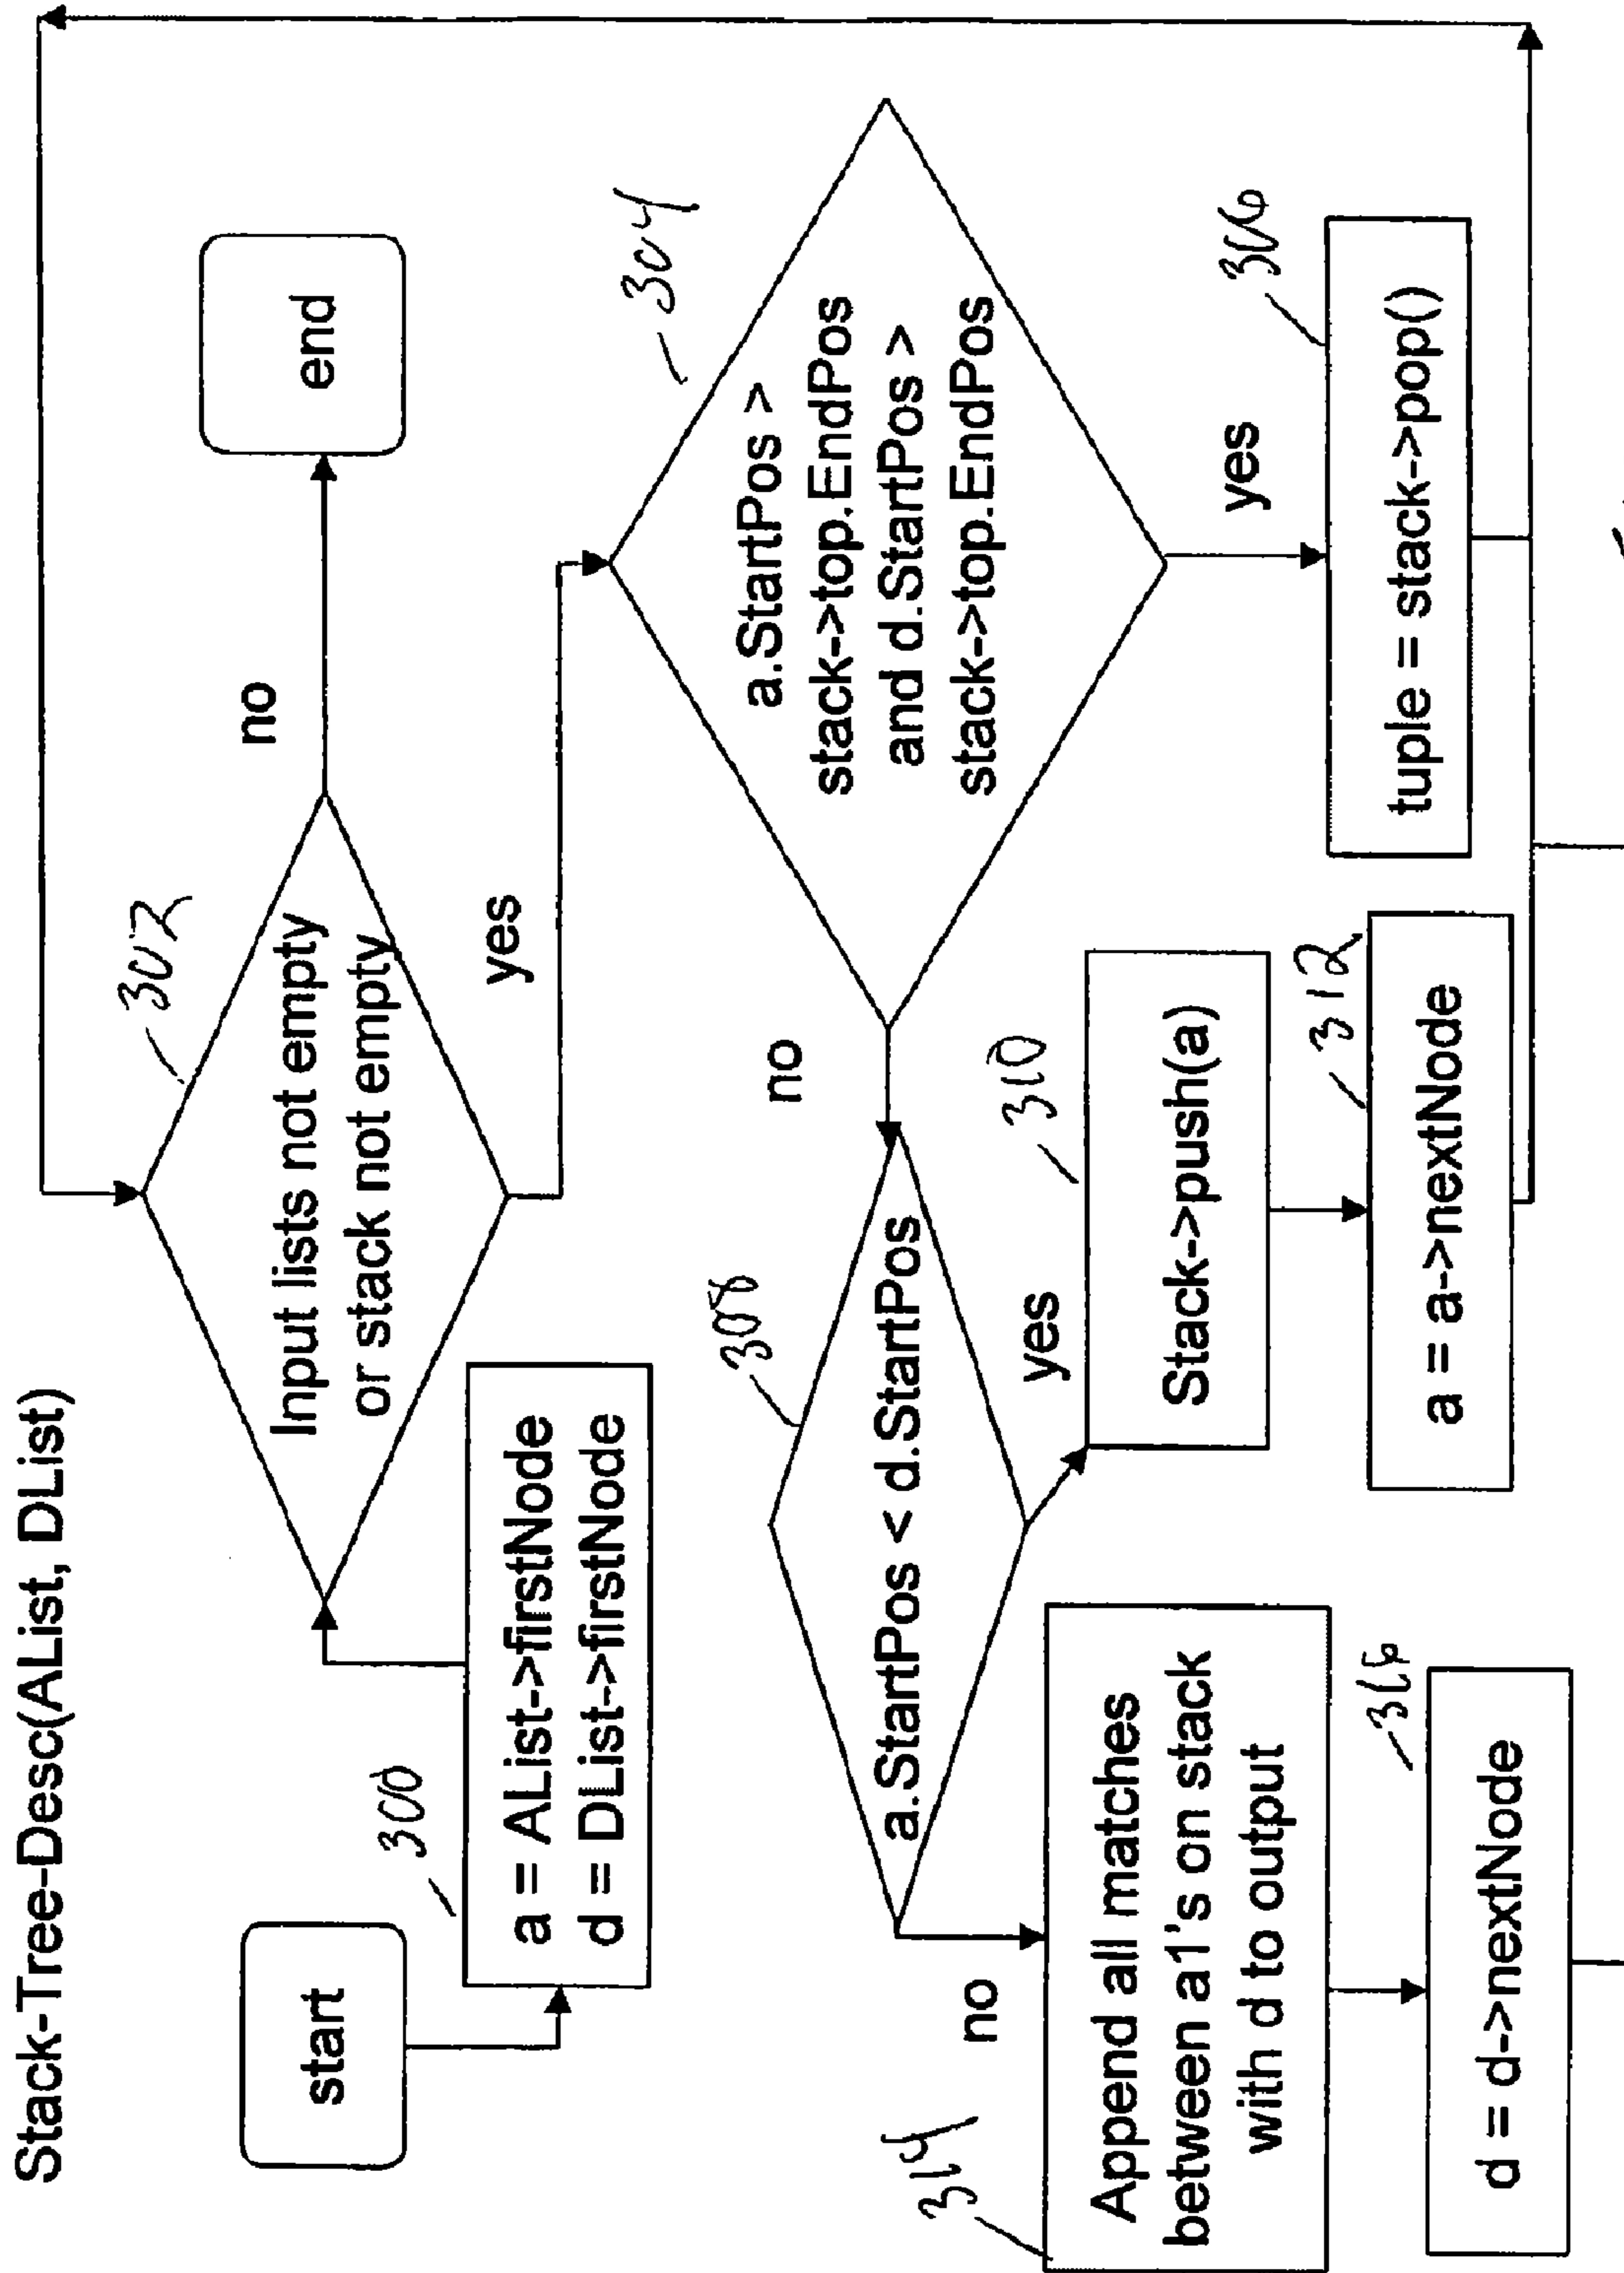 Stack-Tree-Desc(AList, DList)
start
300
a = AList->firstNode
d = DList->firstNode
302
Input lists not empty
or stack not empty
no
end
yes
304
a.StartPos >
stack->top.EndPos
and d.StartPos >
stack->top.EndPos
yes
306
tuple = stack->pop()
no
308
a.StartPos < d.StartPos
yes
310
Stack->push(a)
312
a = a->nextNode
no
314
Append all matches
between a1's on stack
with d to output
316
d = d->nextNode